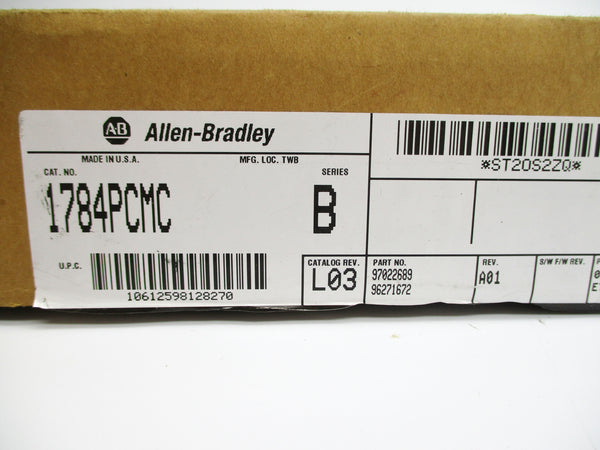 AB Allen-Bradley
MADE IN U.S.A. MFG. LOC. TWB
CAT. NO. SERIES
1784PCMC B
U.P.C.
10612598128270
CATALOG REV.
L03
PART NO.
97022689
96271672
REV.
A01
S/W F/W REV.
*ST20S2ZQ*